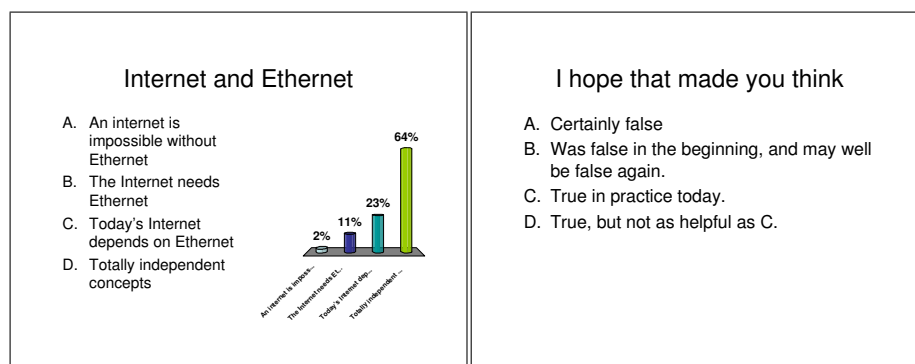 Internet and Ethernet
A. An internet is
impossible without
Ethernet
B. The Internet needs
Ethernet
C. Today's Internet
depends on Ethernet
D. Totally independent
concepts
2%
11%
23%
64%
An internet is imposs...
The Internet needs Et...
Today's Internet dep...
Totally independent ...
I hope that made you think
A. Certainly false
B. Was false in the beginning, and may well
be false again.
C. True in practice today.
D. True, but not as helpful as C.